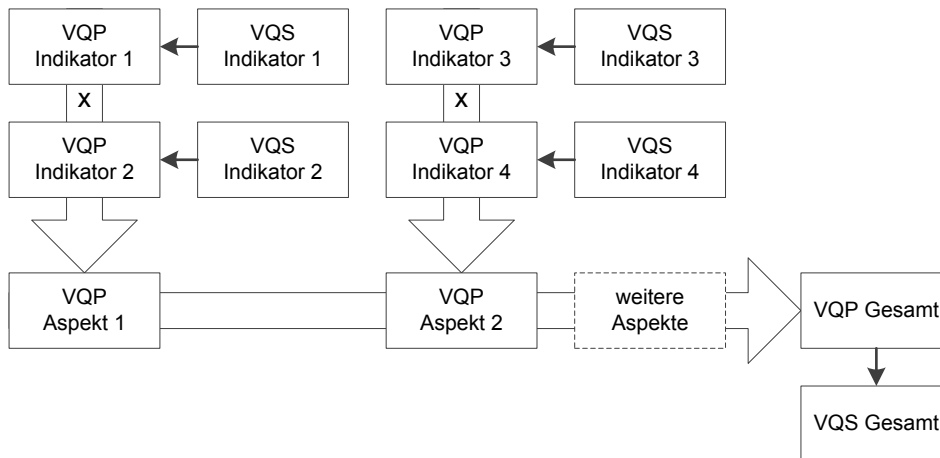 VQP
Indikator 1
VQS
Indikator 1
VQP
Indikator 3
VQS
Indikator 3
x
x
VQP
Indikator 2
VQS
Indikator 2
VQP
Indikator 4
VQS
Indikator 4
VQP
Aspekt 1
VQP
Aspekt 2
weitere
Aspekte
VQP Gesamt
VQS Gesamt